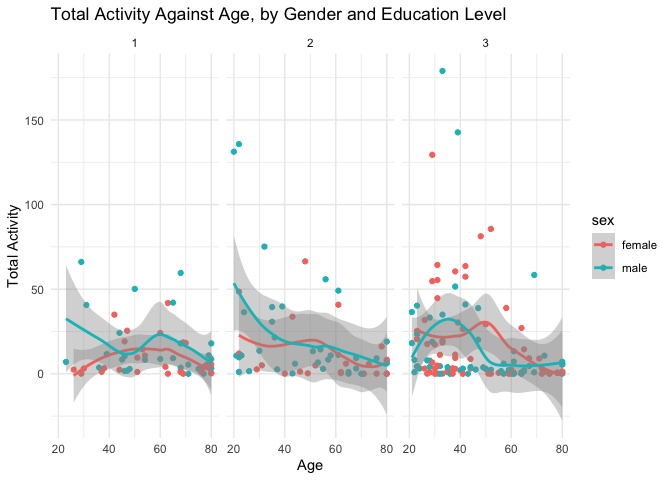 Total Activity Against Age, by Gender and Education Level
1 2 3
Total Activity
150
100
50
0
20 40 60 80 20 40 60 80 20 40 60 80
Age
sex
female
male